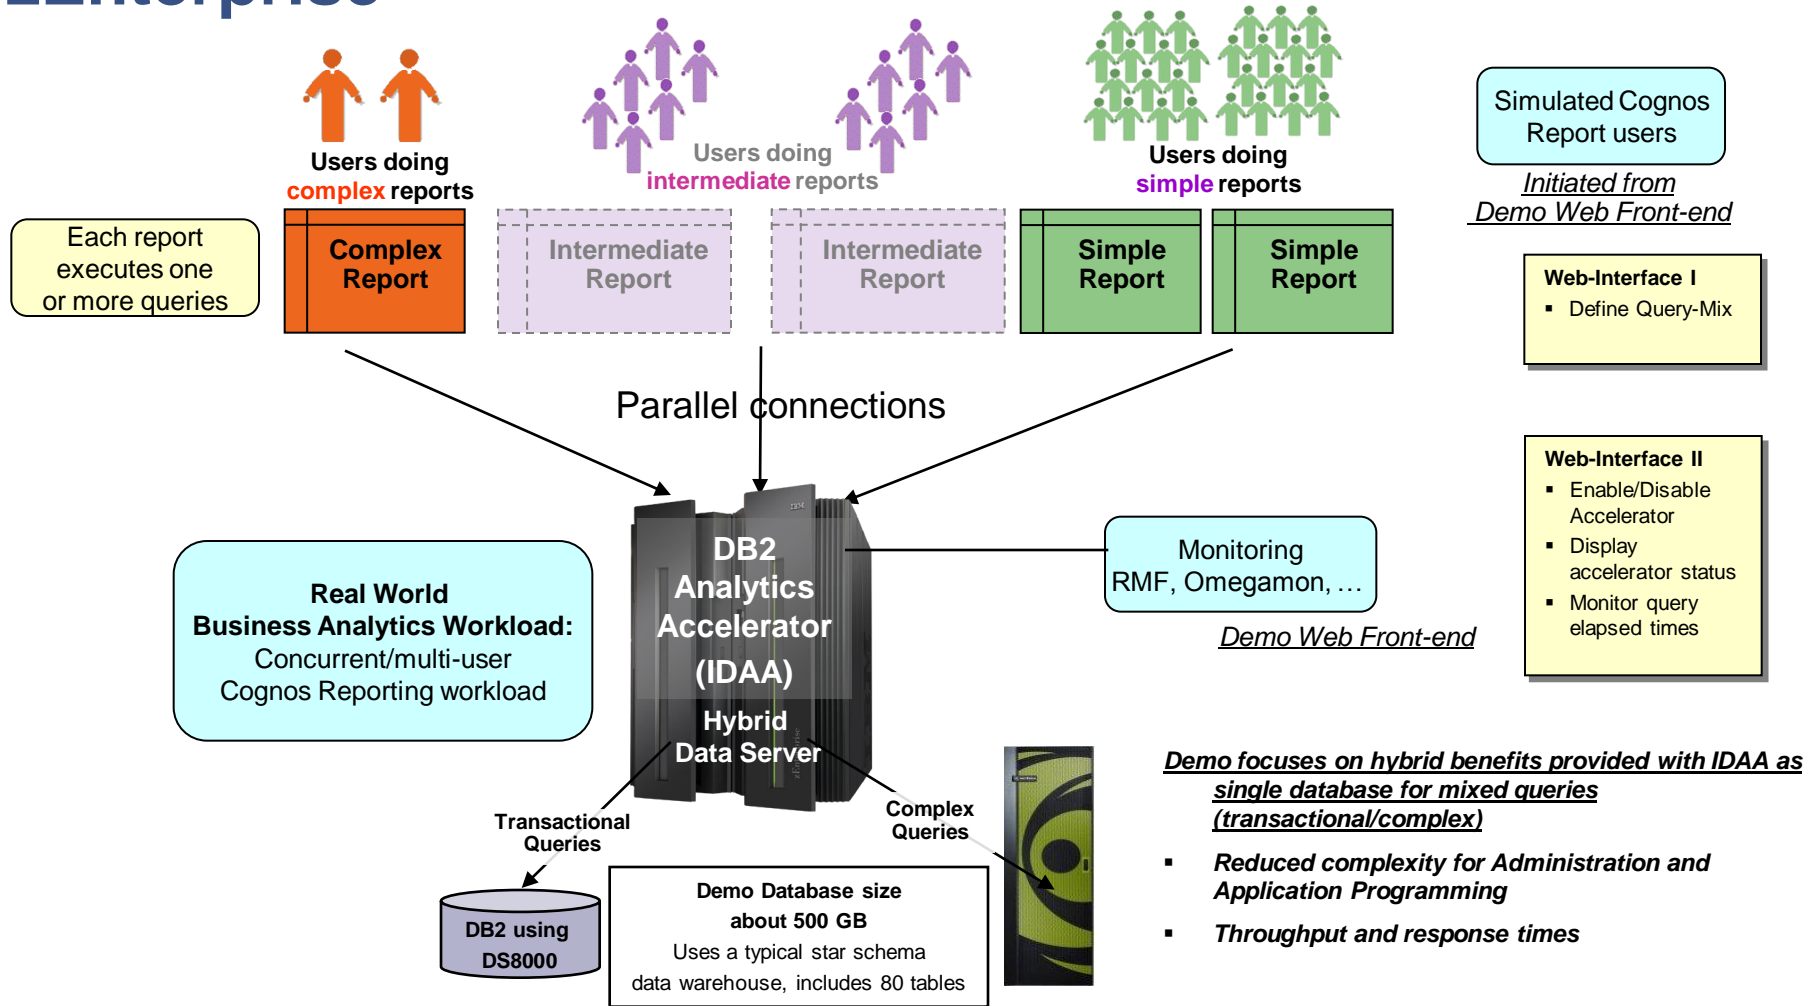 zEnterprise
Users doing
complex reports
Users doing
intermediate reports
Users doing
simple reports
Simulated Cognos
Report users
Initiated from
Demo Web Front-end
Each report
executes one
or more queries
Complex
Report
Intermediate
Report
Intermediate
Report
Simple
Report
Simple
Report
Web-Interface I
▪ Define Query-Mix
Parallel connections
Web-Interface II
▪ Enable/Disable
Accelerator
▪ Display
accelerator status
▪ Monitor query
elapsed times
Real World
Business Analytics Workload:
Concurrent/multi-user
Cognos Reporting workload
IBM
DB2
Analytics
Accelerator
(IDAA)
Hybrid
Data Server
zEnterprise
Monitoring
RMF, Omegamon, …
Demo Web Front-end
Transactional
Queries
Complex
Queries
DB2 using
DS8000
Demo Database size
about 500 GB
Uses a typical star schema
data warehouse, includes 80 tables
Demo focuses on hybrid benefits provided with IDAA as
single database for mixed queries
(transactional/complex)
▪ Reduced complexity for Administration and
Application Programming
▪ Throughput and response times